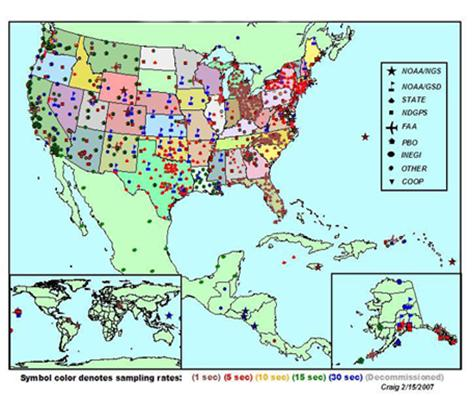 NOAA/NGS
NOAA/GSD
STATE
NDGPS
FAA
PBO
INEGI
OTHER
COOP
Symbol color denotes sampling rates: (1 sec) (5 sec) (10 sec) (15 sec) (30 sec) (Decommissioned)
Craig 2/15/2007